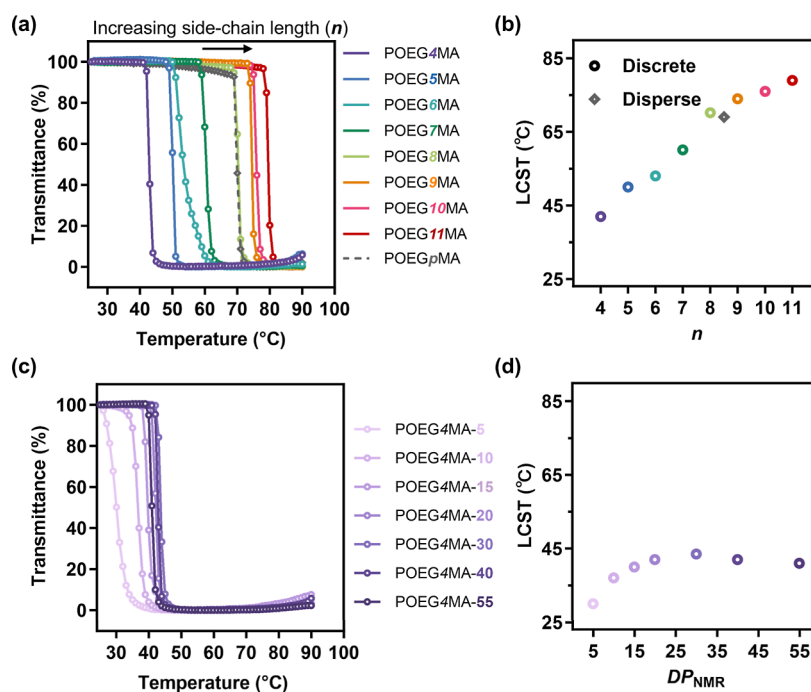 (a)
Increasing side-chain length (n)
Transmittance (%)
100
80
60
40
20
0
30 40 50 60 70 80 90 100
Temperature (°C)
POEG4MA
POEG5MA
POEG6MA
POEG7MA
POEG8MA
POEG9MA
POEG10MA
POEG11MA
POEGpMA
(b)
LCST (°C)
85
65
45
25
Discrete
Disperse
4 5 6 7 8 9 10 11
n
(c)
Transmittance (%)
100
80
60
40
20
0
30 40 50 60 70 80 90 100
Temperature (°C)
POEG4MA-5
POEG4MA-10
POEG4MA-15
POEG4MA-20
POEG4MA-30
POEG4MA-40
POEG4MA-55
(d)
LCST (°C)
85
65
45
25
5 15 25 35 45 55
DPNMR